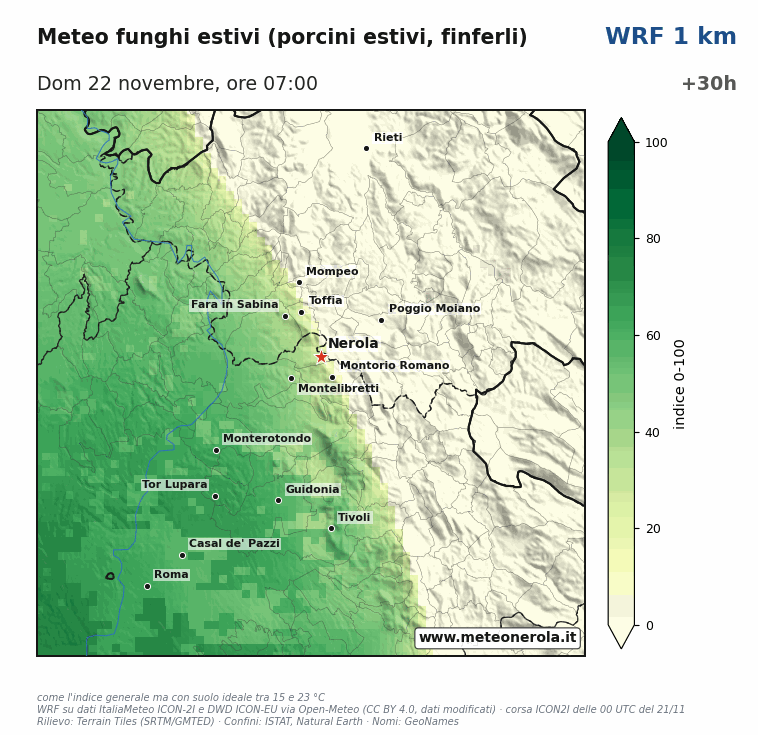 Meteo funghi estivi (porcini estivi, finferli)
WRF 1 km
Dom 22 novembre, ore 07:00
+30h
Rieti
Mompeo
Fara in Sabina
Toffia
Poggio Moiano
Nerola
Montorio Romano
Montelibretti
Monterotondo
Tor Lupara
Guidonia
Tivoli
Casal de' Pazzi
Roma
www.meteonerola.it
100
80
60
40
20
0
indice 0-100
come l'indice generale ma con suolo ideale tra 15 e 23 °C
WRF su dati ItaliaMeteo ICON-2I e DWD ICON-EU via Open-Meteo (CC BY 4.0, dati modificati) · corsa ICON2I delle 00 UTC del 21/11
Rilievo: Terrain Tiles (SRTM/GMTED) · Confini: ISTAT, Natural Earth · Nomi: GeoNames